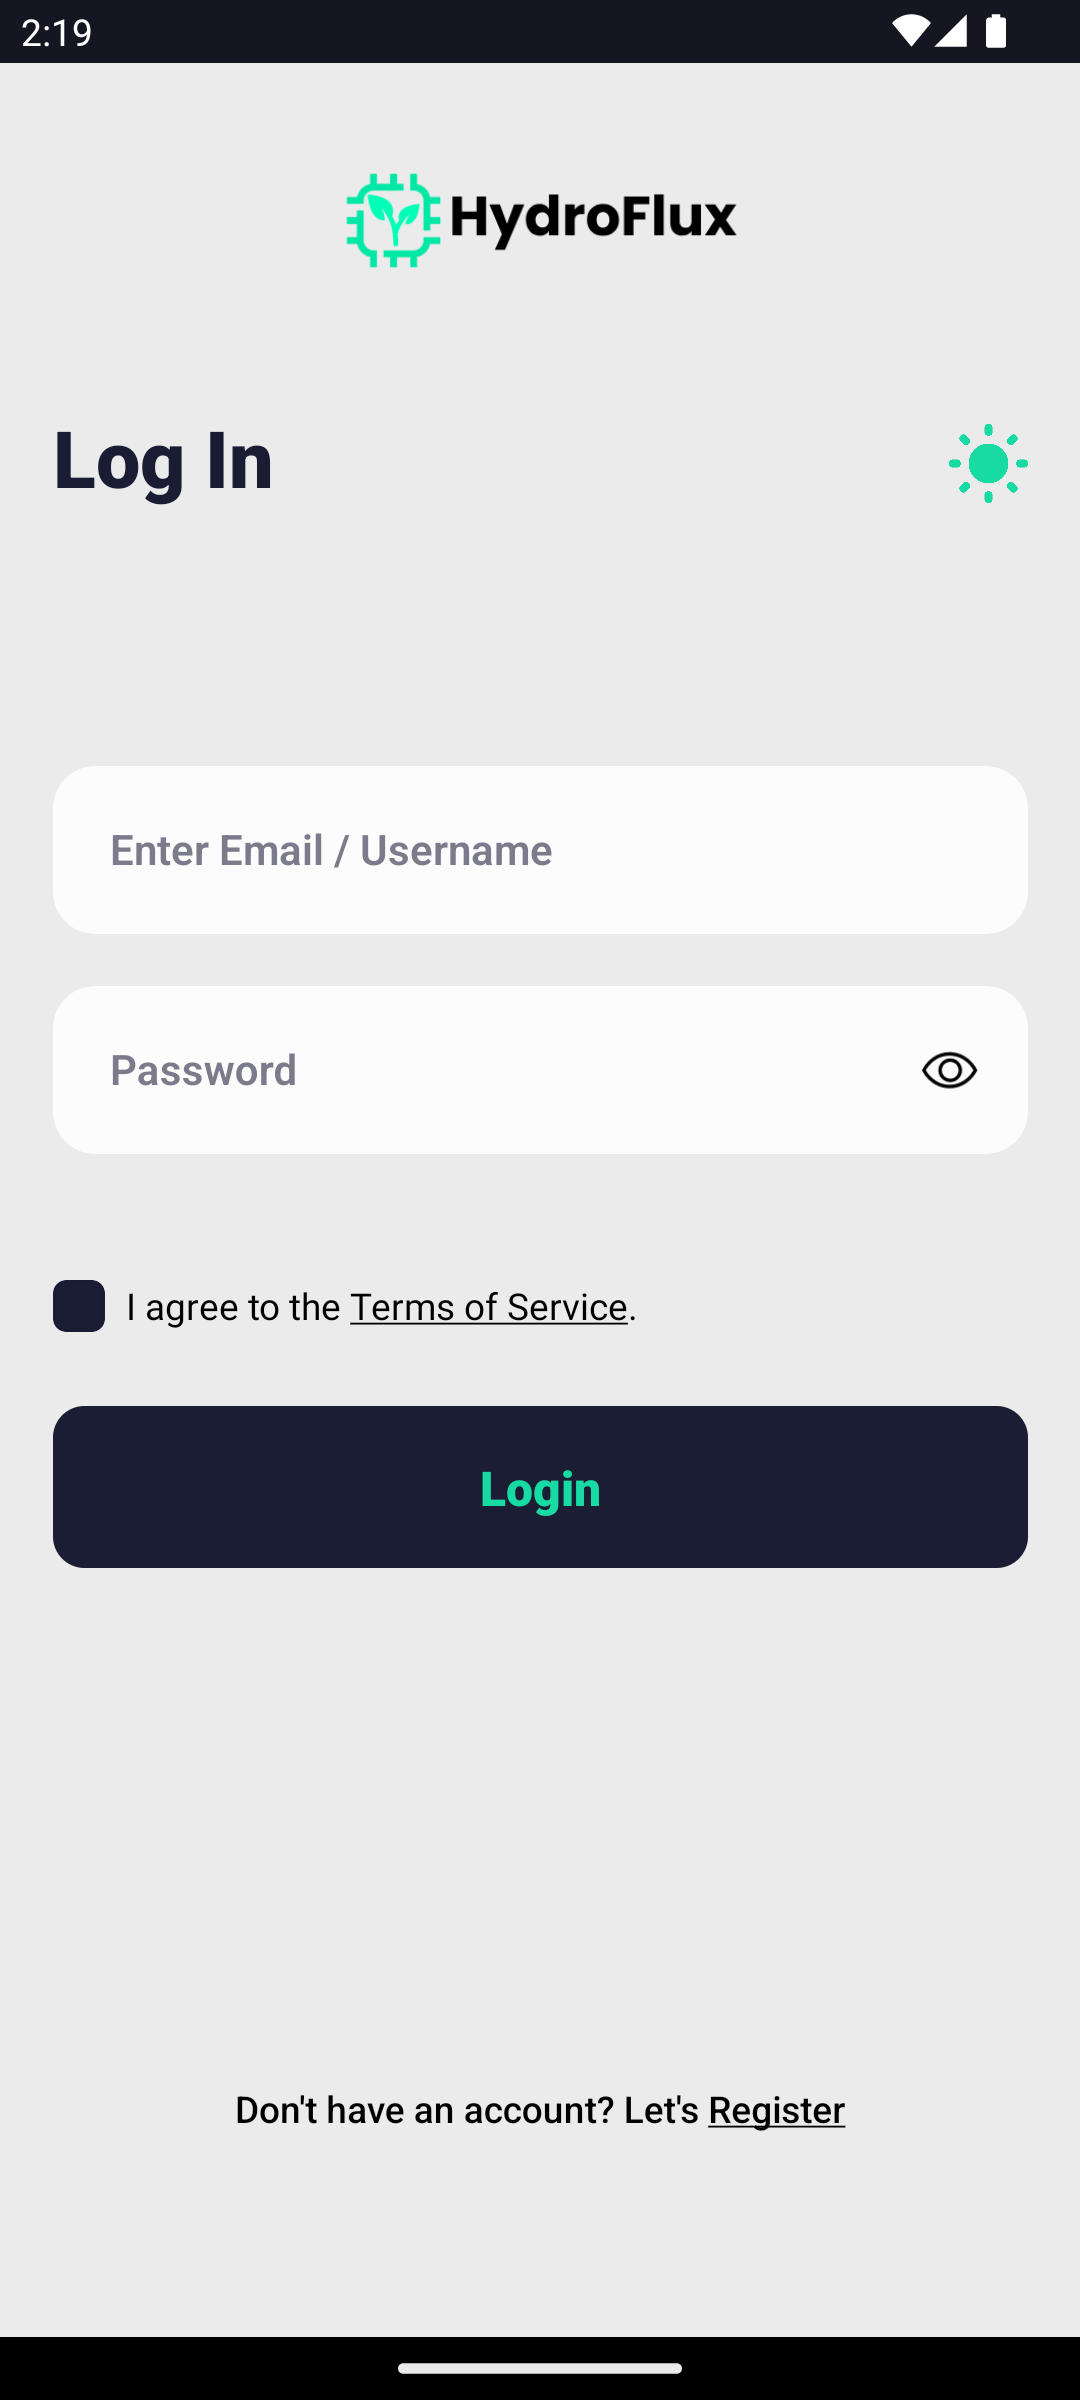 2:19
HydroFlux
Log In
Enter Email / Username
Password
I agree to the Terms of Service.
Login
Don't have an account? Let's Register